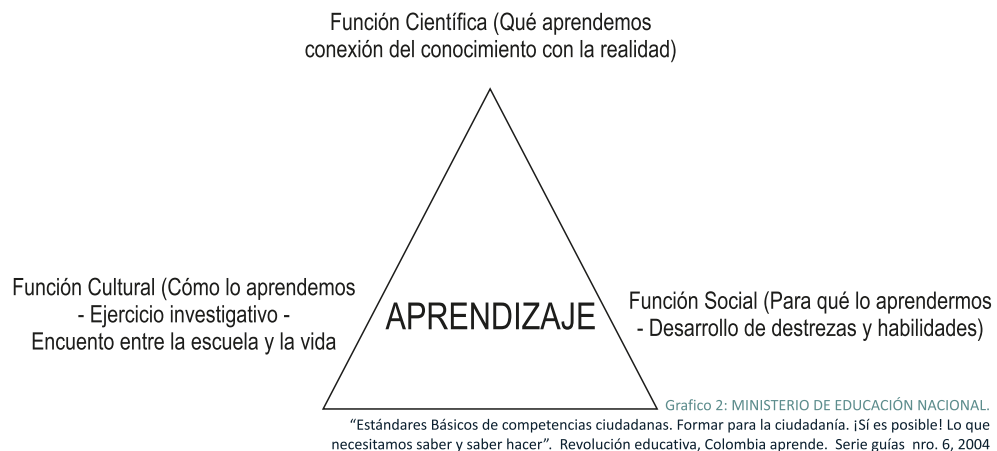 Función Científica (Qué aprendemos
conexión del conocimiento con la realidad)
Función Cultural (Cómo lo aprendemos
- Ejercicio investigativo -
Encuento entre la escuela y la vida
APRENDIZAJE
Función Social (Para qué lo aprendermos
- Desarrollo de destrezas y habilidades)
Grafico 2: MINISTERIO DE EDUCACIÓN NACIONAL.
“Estándares Básicos de competencias ciudadanas. Formar para la ciudadanía. ¡Sí es posible! Lo que
necesitamos saber y saber hacer”. Revolución educativa, Colombia aprende. Serie guías nro. 6, 2004